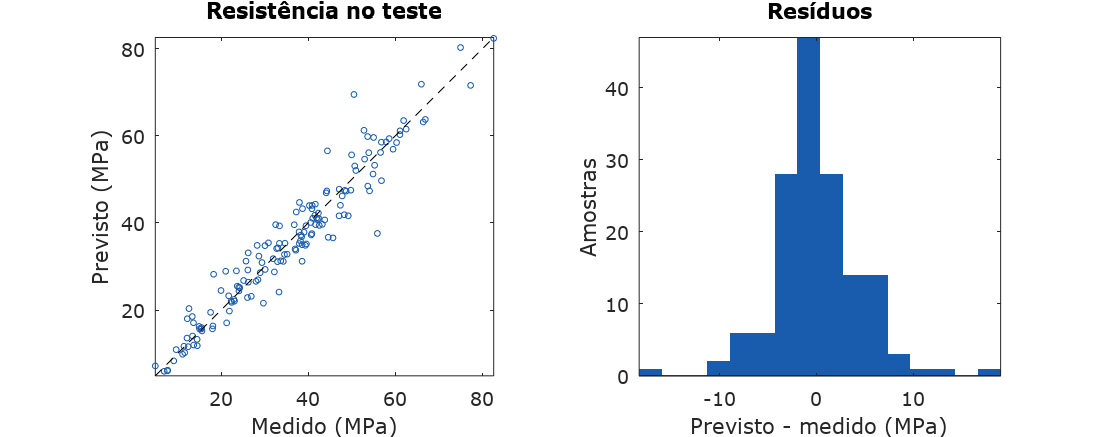 Resistência no teste
80
60
40
20
20 40 60 80
Medido (MPa)
Previsto (MPa)
Resíduos
40
30
20
10
0
-10 0 10
Previsto - medido (MPa)
Amostras